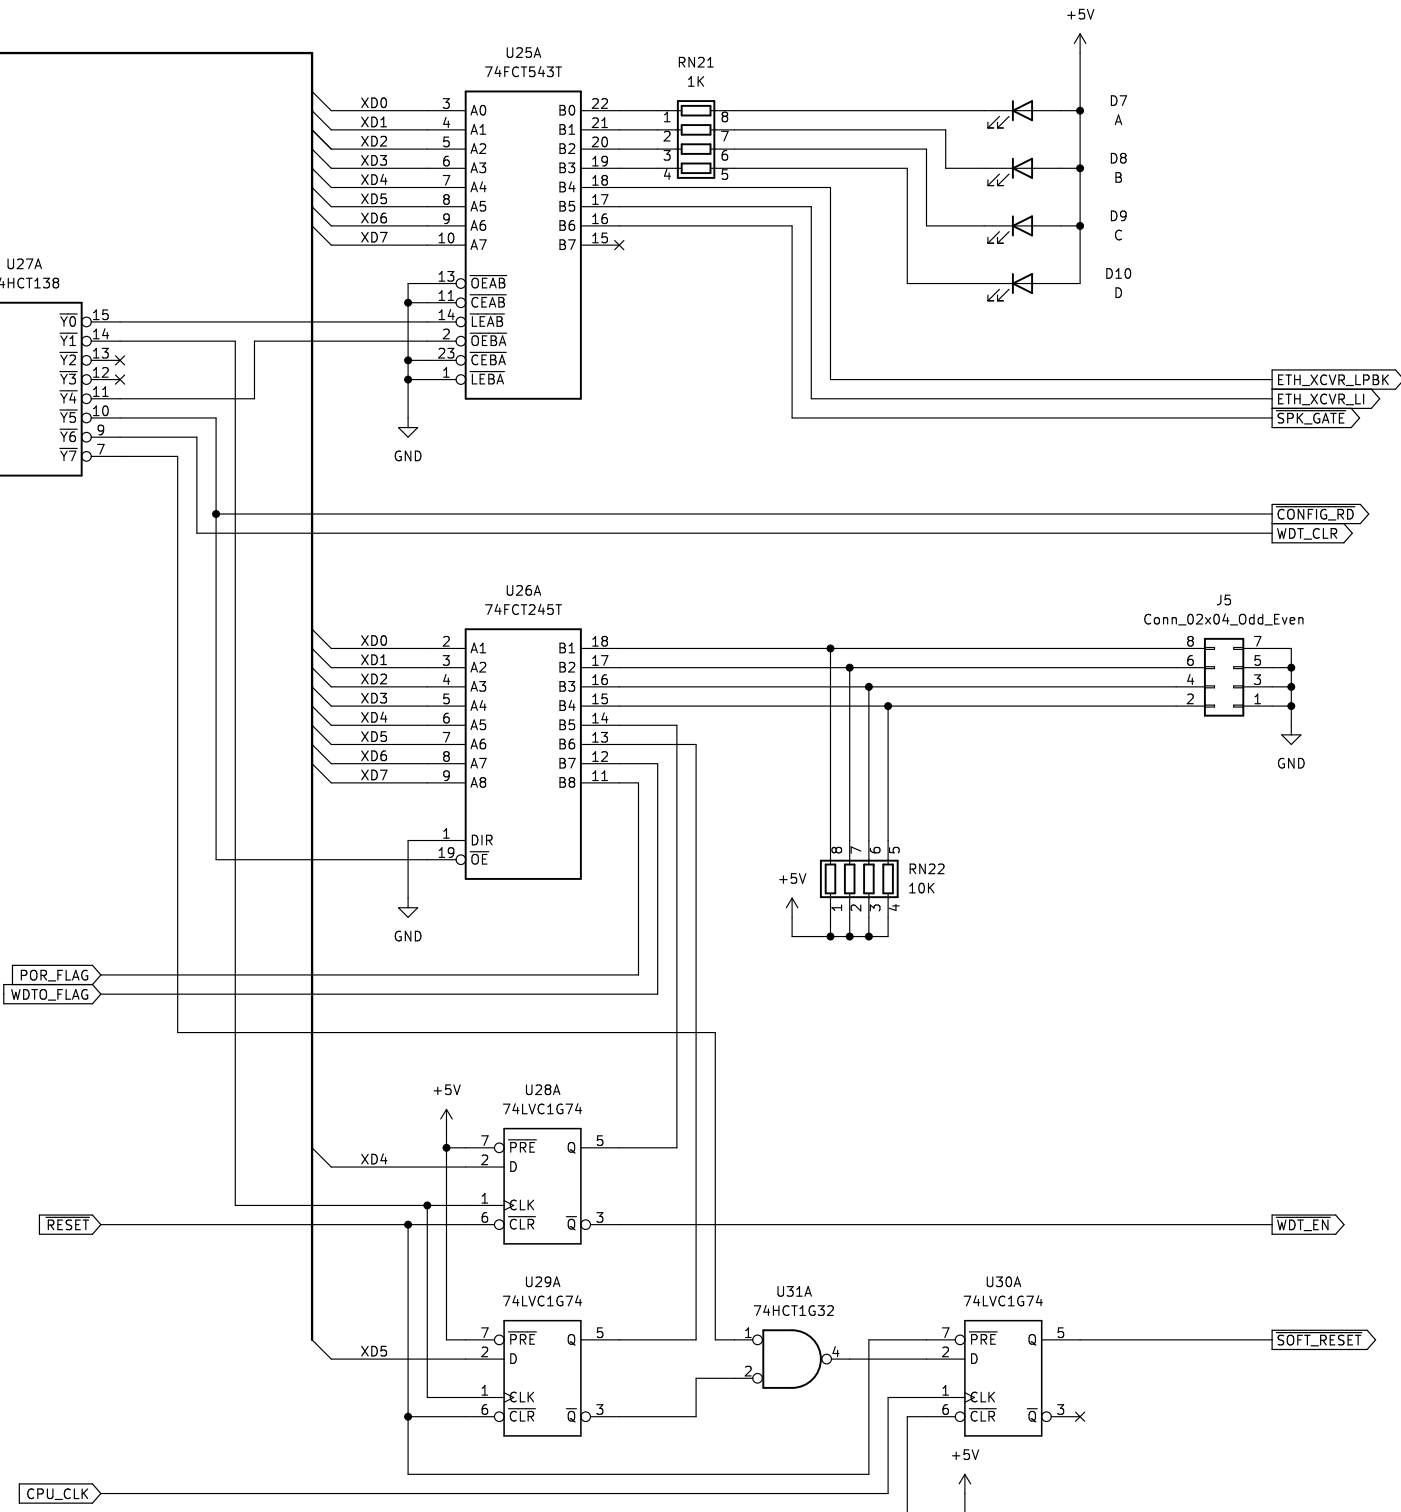 +5V
U25A
74FCT543T
RN21
1K
D7
A
D8
B
D9
C
D10
D
XD0 3 A0 B0 22
XD1 4 A1 B1 21 1 8
XD2 5 A2 B2 20 2 7
XD3 6 A3 B3 19 3 6
XD4 7 A4 B4 18 4 5
XD5 8 A5 B5 17
XD6 9 A6 B6 16
XD7 10 A7 B7 15
13 OEAB
11 CEAB
14 LEAB
2 OEBA
23 CEBA
1 LEBA
GND
U27A
4HCT138
Y0 15
Y1 14
Y2 13
Y3 12
Y4 11
Y5 10
Y6 9
Y7 7
ETH_XCVR_LPBK
ETH_XCVR_LI
SPK_GATE
CONFIG_RD
WDT_CLR
U26A
74FCT245T
J5
Conn_02x04_Odd_Even
XD0 2 A1 B1 18 8 7
XD1 3 A2 B2 17 6 5
XD2 4 A3 B3 16 4 3
XD3 5 A4 B4 15 2 1
XD4 6 A5 B5 14
XD5 7 A6 B6 13
XD6 8 A7 B7 12
XD7 9 A8 B8 11
GND
1 DIR
19 OE
GND
8 7 6 5
+5V
RN22
10K
1 2 3 4
POR_FLAG
WDTO_FLAG
+5V
U28A
74LVC1G74
7 PRE Q 5
XD4 2 D
1 CLK
RESET
6 CLR Q 3
WDT_EN
U29A
74LVC1G74
7 PRE Q 5
XD5 2 D
1 CLK
6 CLR Q 3
U31A
74HCT1G32
1
2
4
U30A
74LVC1G74
7 PRE Q 5
2 D
1 CLK
6 CLR Q 3
SOFT_RESET
+5V
CPU_CLK